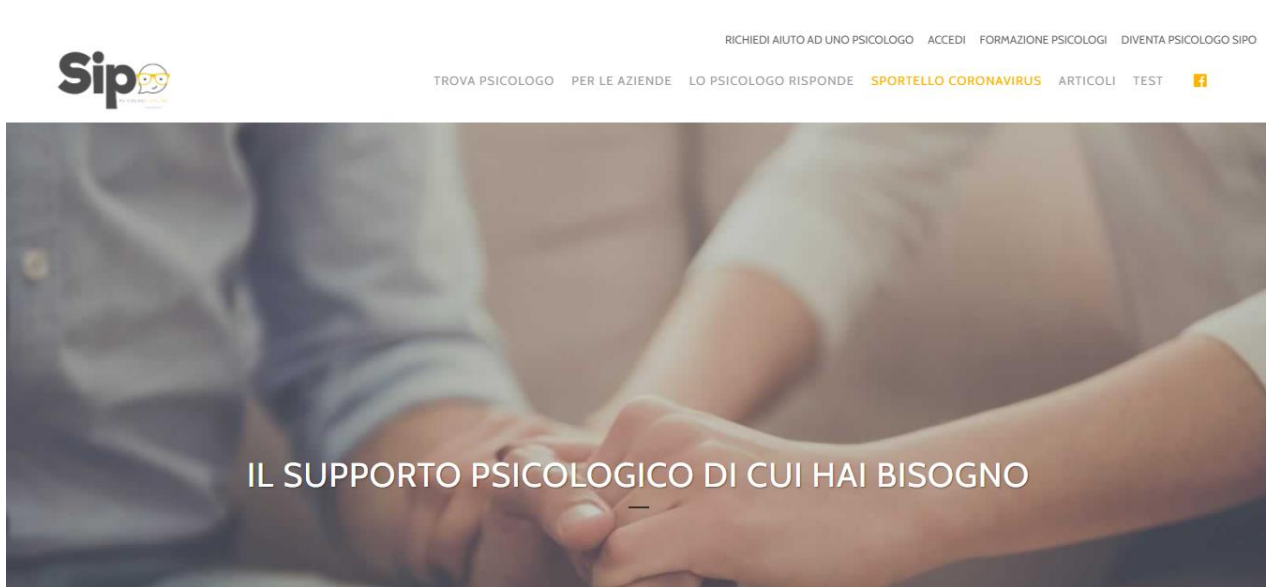 RICHIEDI AIUTO AD UNO PSICOLOGO ACCEDI FORMAZIONE PSICOLOGI DIVENTA PSICOLOGO SIPO
Sip
TROVA PSICOLOGO PER LE AZIENDE LO PSICOLOGO RISPONDE SPORTELLO CORONAVIRUS ARTICOLI TEST f
IL SUPPORTO PSICOLOGICO DI CUI HAI BISOGNO